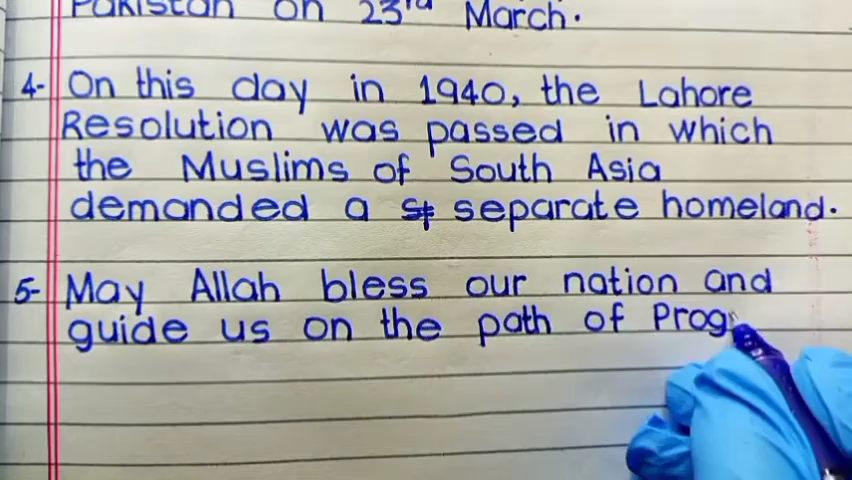 Pakistan on 23rd March.
4- On this day in 1940, the Lahore
Resolution was passed in which
the Muslims of South Asia
demanded a separate homeland.
5- May Allah bless our nation and
guide us on the path of Prog